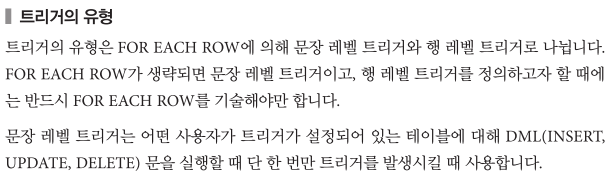 트리거의 유형
트리거의 유형은 FOR EACH ROW에 의해 문장 레벨 트리거와 행 레벨 트리거로 나뉩니다.
FOR EACH ROW가 생략되면 문장 레벨 트리거이고, 행 레벨 트리거를 정의하고자 할 때에
는 반드시 FOR EACH ROW를 기술해야만 합니다.
문장 레벨 트리거는 어떤 사용자가 트리거가 설정되어 있는 테이블에 대해 DML(INSERT,
UPDATE, DELETE) 문을 실행할 때 단 한 번만 트리거를 발생시킬 때 사용합니다.